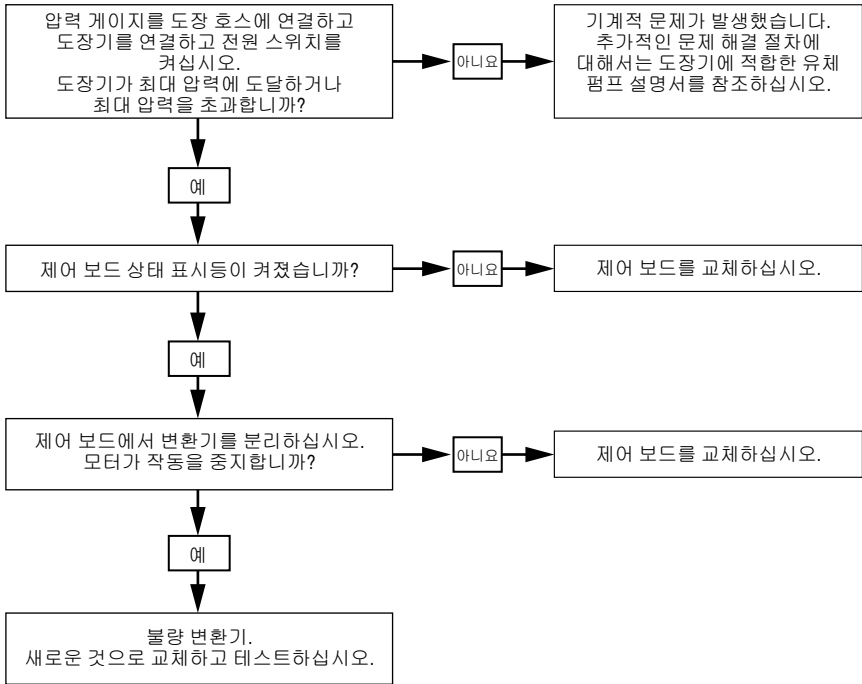 압력 게이지를 도장 호스에 연결하고
도장기를 연결하고 전원 스위치를
켜십시오.
도장기가 최대 압력에 도달하거나
최대 압력을 초과합니까?
아니요
기계적 문제가 발생했습니다.
추가적인 문제 해결 절차에
대해서는 도장기에 적합한 유체
펌프 설명서를 참조하십시오.
예
제어 보드 상태 표시등이 켜졌습니까?
아니요
제어 보드를 교체하십시오.
예
제어 보드에서 변환기를 분리하십시오.
모터가 작동을 중지합니까?
아니요
제어 보드를 교체하십시오.
예
불량 변환기.
새로운 것으로 교체하고 테스트하십시오.